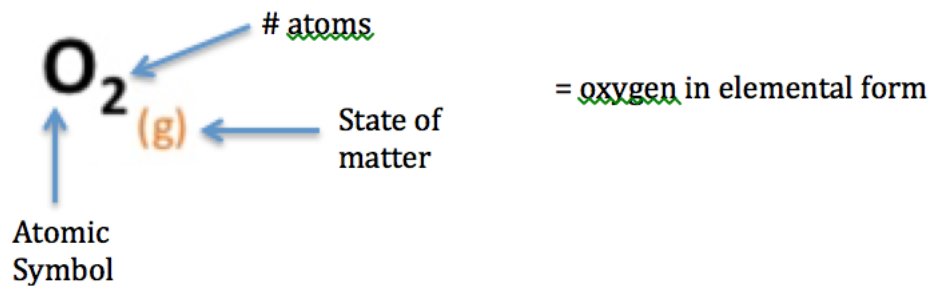 # atoms
O2
(g)
= oxygen in elemental form
State of
matter
Atomic
Symbol